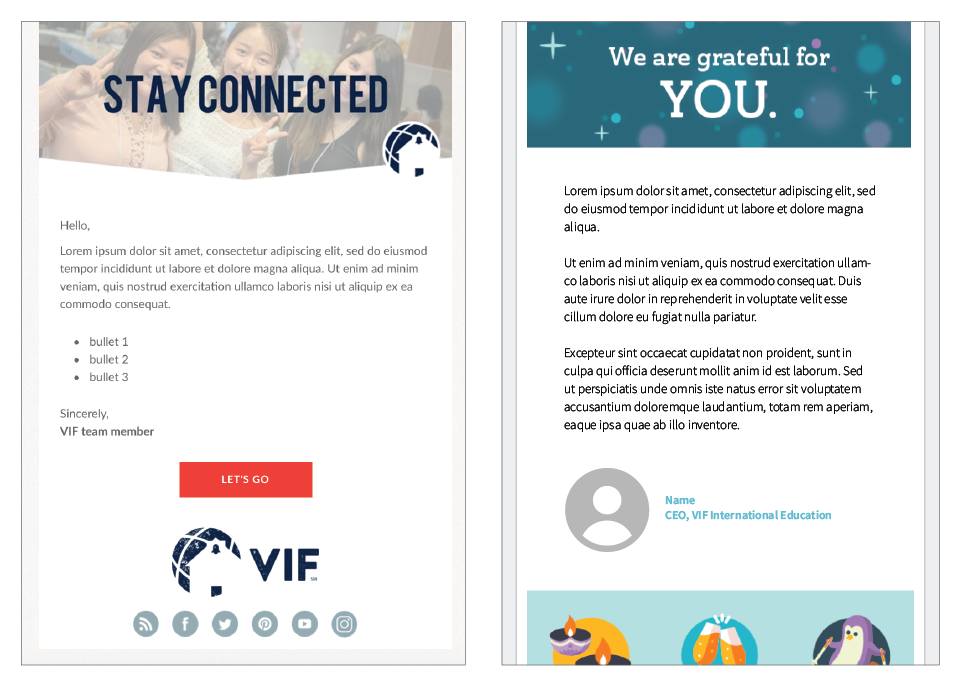 STAY CONNECTED
Hello,
Lorem ipsum dolor sit amet, consectetur adipiscing elit, sed do eiusmod
tempor incididunt ut labore et dolore magna aliqua. Ut enim ad minim
veniam, quis nostrud exercitation ullamco laboris nisi ut aliquip ex ea
commodo consequat.
• bullet 1
• bullet 2
• bullet 3
Sincerely,
VIF team member
LET'S GO
VIF
We are grateful for
YOU.
Lorem ipsum dolor sit amet, consectetur adipiscing elit, sed
do eiusmod tempor incididunt ut labore et dolore magna
aliqua.
Ut enim ad minim veniam, quis nostrud exercitation ullam-
co laboris nisi ut aliquip ex ea commodo consequat. Duis
aute irure dolor in reprehenderit in voluptate velit esse
cillum dolore eu fugiat nulla pariatur.
Excepteur sint occaecat cupidatat non proident, sunt in
culpa qui officia deserunt mollit anim id est laborum. Sed
ut perspiciatis unde omnis iste natus error sit voluptatem
accusantium doloremque laudantium, totam rem aperiam,
eaque ipsa quae ab illo inventore.
Name
CEO, VIF International Education